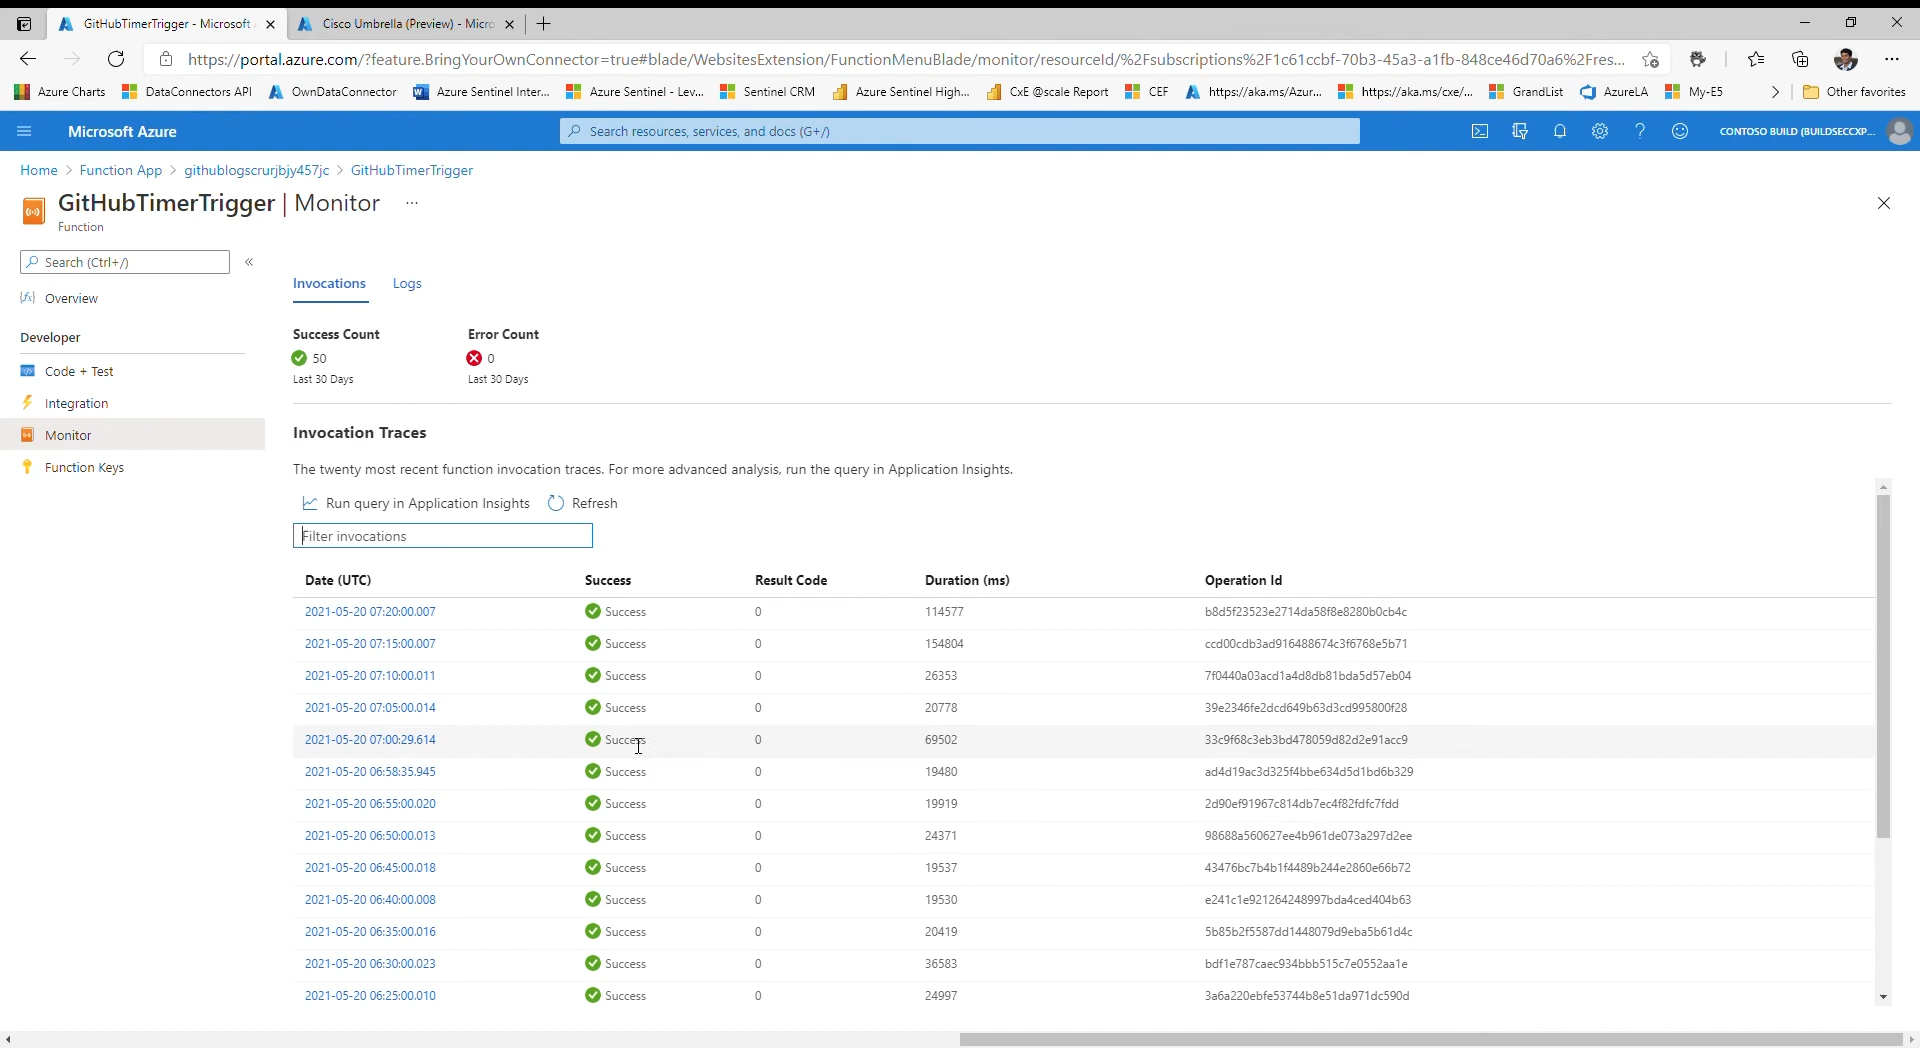 GitHubTimerTrigger - Microsoft
Cisco Umbrella (Preview) - Micro
https://portal.azure.com/?feature.BringYourOwnConnector=true#blade/WebsitesExtension/FunctionMenuBlade/monitor/resourceId/%2Fsubscriptions%2F1c61ccbf-70b3-45a3-a1fb-848ce46d70a6%2Fres...
Azure Charts
DataConnectors API
OwnDataConnector
Azure Sentinel Inter...
Azure Sentinel - Lev...
Sentinel CRM
Azure Sentinel High...
CxE @scale Report
CEF
https://aka.ms/Azur...
https://aka.ms/cxe/...
GrandList
AzureLA
My-E5
Other favorites
Microsoft Azure
Search resources, services, and docs (G+/)
CONTOSO BUILD (BUILDSECCXP...
Home > Function App > githublogscrurjbjy457jc > GitHubTimerTrigger
GitHubTimerTrigger | Monitor ...
Function
Search (Ctrl+/)
«
Overview
Developer
Code + Test
Integration
Monitor
Function Keys
Invocations
Logs
Success Count
Error Count
50
0
Last 30 Days
Last 30 Days
Invocation Traces
The twenty most recent function invocation traces. For more advanced analysis, run the query in Application Insights.
Run query in Application Insights
Refresh
Filter invocations
Date (UTC) Success Result Code Duration (ms) Operation Id
2021-05-20 07:20:00.007 Success 0 114577 b8d5f23523e2714da58f8e8280b0cb4c
2021-05-20 07:15:00.007 Success 0 154804 ccd00cdb3ad916488674c3f6768e5b71
2021-05-20 07:10:00.011 Success 0 26353 7f0440a03acd1a4d8db81bda5d57eb04
2021-05-20 07:05:00.014 Success 0 20778 39e2346fe2dcd649b63d3cd995800f28
2021-05-20 07:00:29.614 Success 0 69502 33c9f68c3eb3bd478059d82d2e91acc9
2021-05-20 06:58:35.945 Success 0 19480 ad4d19ac3d325f4bbe634d5d1bd6b329
2021-05-20 06:55:00.020 Success 0 19919 2d90ef91967c814db7ec4f82fdfc7fdd
2021-05-20 06:50:00.013 Success 0 24371 98688a560627ee4b961de073a297d2ee
2021-05-20 06:45:00.018 Success 0 19537 43476bc7b4b1f4489b244e2860e66b72
2021-05-20 06:40:00.008 Success 0 19530 e241c1e921264248997bda4ced404b63
2021-05-20 06:35:00.016 Success 0 20419 5b85b2f5587dd1448079d9eba5b61d4c
2021-05-20 06:30:00.023 Success 0 36583 bdf1e787caec934bbb515c7e0552aa1e
2021-05-20 06:25:00.010 Success 0 24997 3a6a220ebfe53744b8e51da971dc590d